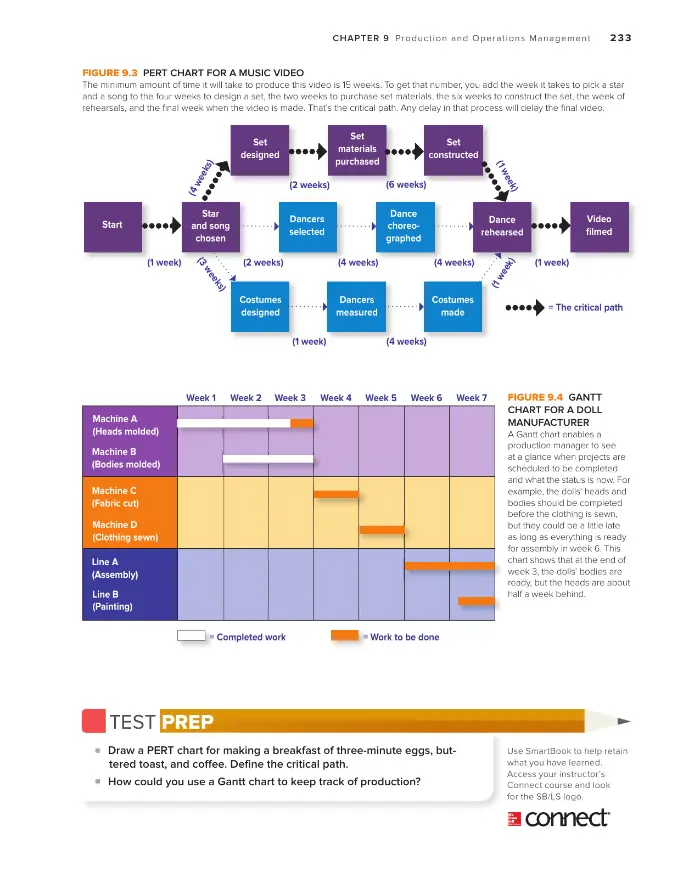 CHAPTER 9 Production and Operations Management 233
FIGURE 9.3 PERT CHART FOR A MUSIC VIDEO
The minimum amount of time it will take to produce this video is 15 weeks. To get that number, you add the week it takes to pick a star
and a song to the four weeks to design a set, the two weeks to purchase set materials, the six weeks to construct the set, the week of
rehearsals, and the final week when the video is made. That's the critical path. Any delay in that process will delay the final video.
Set
designed
Set
materials
purchased
Set
constructed
(4 weeks)
(2 weeks)
(6 weeks)
(1 week)
Start
Star
and song
chosen
Dancers
selected
Dance
choreo-
graphed
Dance
rehearsed
Video
filmed
(1 week)
(3 weeks)
(2 weeks)
(4 weeks)
(4 weeks)
(1 week)
(1 week)
Costumes
designed
Dancers
measured
Costumes
made
= The critical path
(1 week)
(4 weeks)
Week 1 Week 2 Week 3 Week 4 Week 5 Week 6 Week 7
Machine A
(Heads molded)
Machine B
(Bodies molded)
Machine C
(Fabric cut)
Machine D
(Clothing sewn)
Line A
(Assembly)
Line B
(Painting)
= Completed work
= Work to be done
FIGURE 9.4 GANTT
CHART FOR A DOLL
MANUFACTURER
A Gantt chart enables a
production manager to see
at a glance when projects are
scheduled to be completed
and what the status is now. For
example, the dolls' heads and
bodies should be completed
before the clothing is sewn,
but they could be a little late
as long as everything is ready
for assembly in week 6. This
chart shows that at the end of
week 3, the dolls' bodies are
ready, but the heads are about
half a week behind.
TEST PREP
• Draw a PERT chart for making a breakfast of three-minute eggs, but-
tered toast, and coffee. Define the critical path.
• How could you use a Gantt chart to keep track of production?
Use SmartBook to help retain
what you have learned.
Access your instructor's
Connect course and look
for the SB/LS logo.
connect